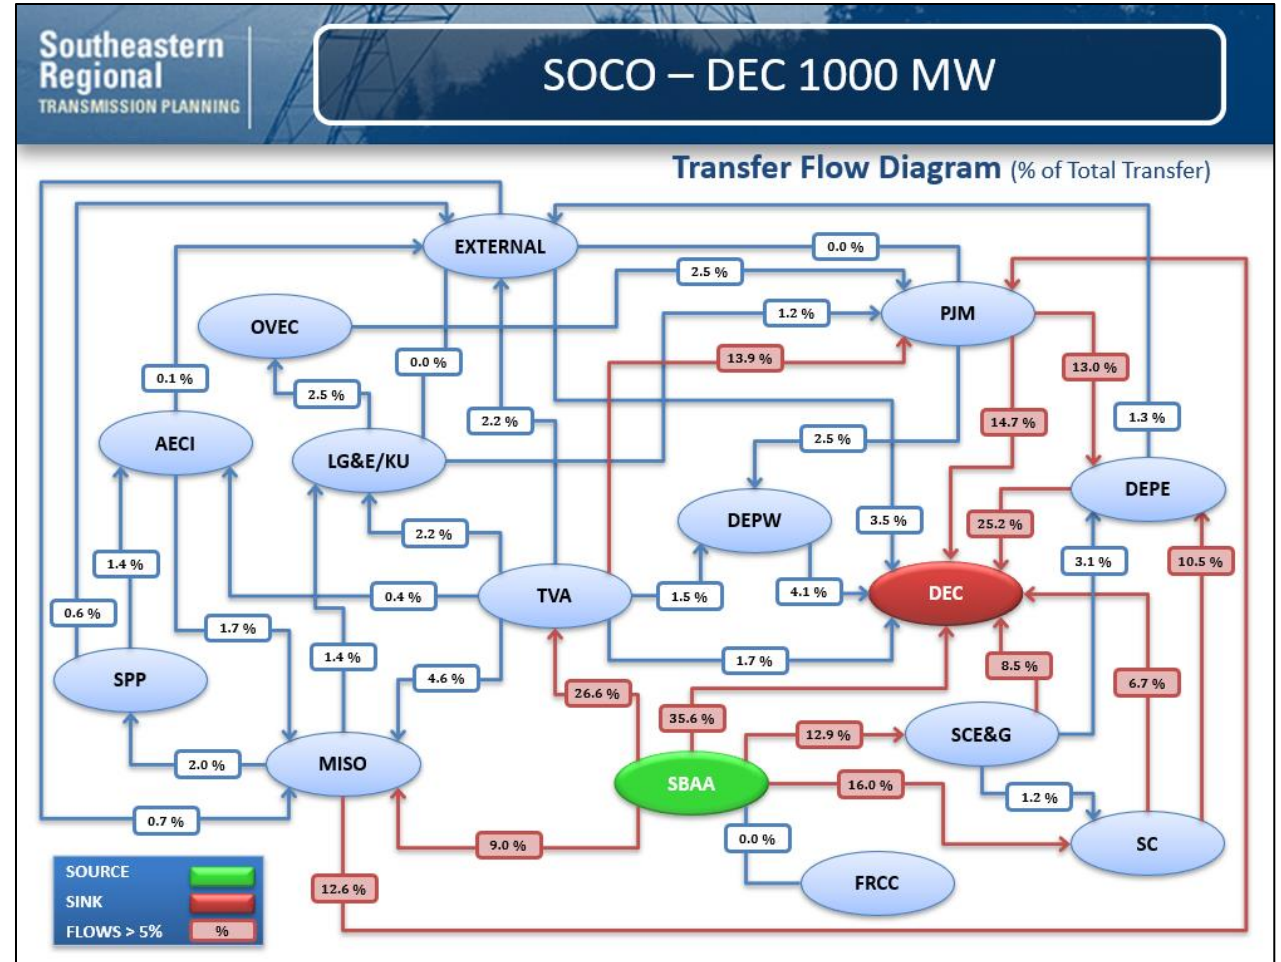 Southeastern
Regional
TRANSMISSION PLANNING
SOCO – DEC 1000 MW
Transfer Flow Diagram (% of Total Transfer)
EXTERNAL
0.0 %
2.5 %
OVEC
1.2 %
PJM
0.0 %
13.9 %
13.0 %
0.1 %
2.5 %
2.2 %
14.7 %
1.3 %
AECI
2.5 %
LG&E/KU
DEPE
DEPW
3.5 %
25.2 %
2.2 %
1.4 %
3.1 %
10.5 %
0.4 %
TVA
1.5 %
4.1 %
DEC
0.6 %
1.7 %
1.4 %
1.7 %
8.5 %
SPP
4.6 %
6.7 %
26.6 %
35.6 %
12.9 %
SCE&G
2.0 %
MISO
SBAA
16.0 %
1.2 %
0.7 %
9.0 %
0.0 %
SC
SOURCE
12.6 %
FRCC
SINK
FLOWS > 5%
%